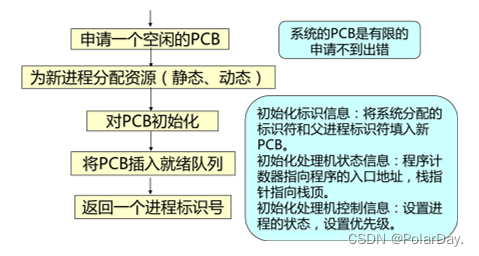 申请一个空闲的PCB
系统的PCB是有限的
申请不到出错
为新进程分配资源（静态、动态）
对PCB初始化
将PCB插入就绪队列
返回一个进程标识号
初始化标识信息：将系统分配的
标识符和父进程标识符填入新
PCB。
初始化处理机状态信息：程序计
数器指向程序的入口地址，栈指
针指向栈顶。
初始化处理机控制信息：设置进
程的状态，设置优先级。
CSDN @PolarDay.